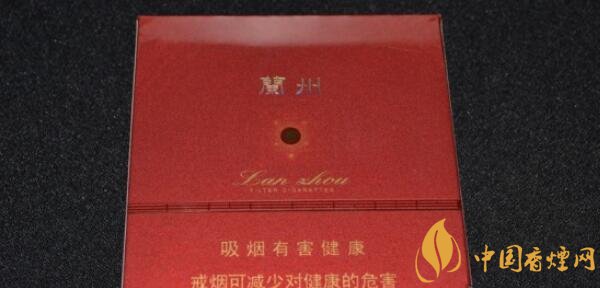 蘭州
Lan zhou
FILTER CIGARETTES
吸烟有害健康
戒烟可减少对健康的危害
中国香煙网